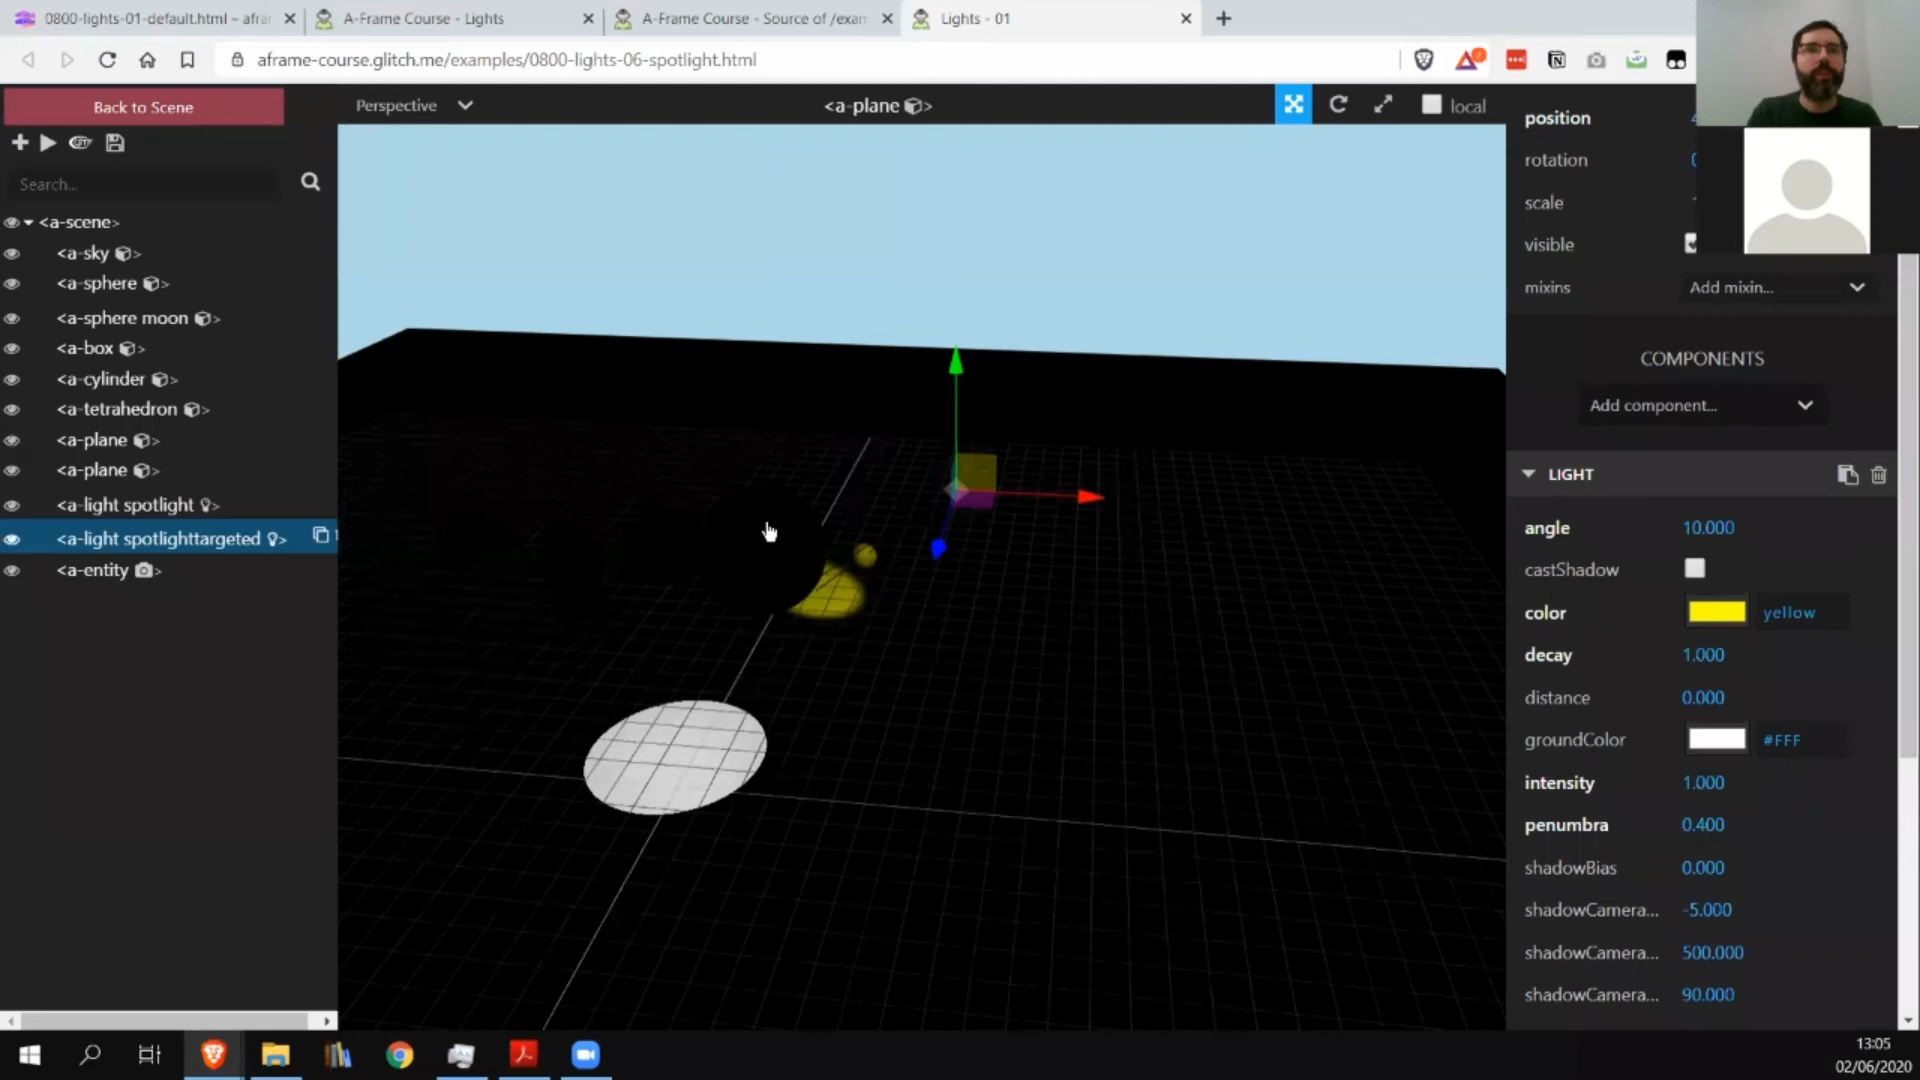 0800-lights-01-default.html – afra
A-Frame Course - Lights
A-Frame Course - Source of /exam
Lights - 01
aframe-course.glitch.me/examples/0800-lights-06-spotlight.html
Back to Scene
Perspective
<a-plane >
local
Search...
<a-scene>
<a-sky >
<a-sphere >
<a-sphere moon >
<a-box >
<a-cylinder >
<a-tetrahedron >
<a-plane >
<a-plane >
<a-light spotlight >
<a-light spotlighttargeted >
<a-entity >
position
rotation
scale
visible
mixins Add mixin...
COMPONENTS
Add component...
LIGHT
angle 10.000
castShadow
color yellow
decay 1.000
distance 0.000
groundColor #FFF
intensity 1.000
penumbra 0.400
shadowBias 0.000
shadowCamera... -5.000
shadowCamera... 500.000
shadowCamera... 90.000
13:05
02/06/2020